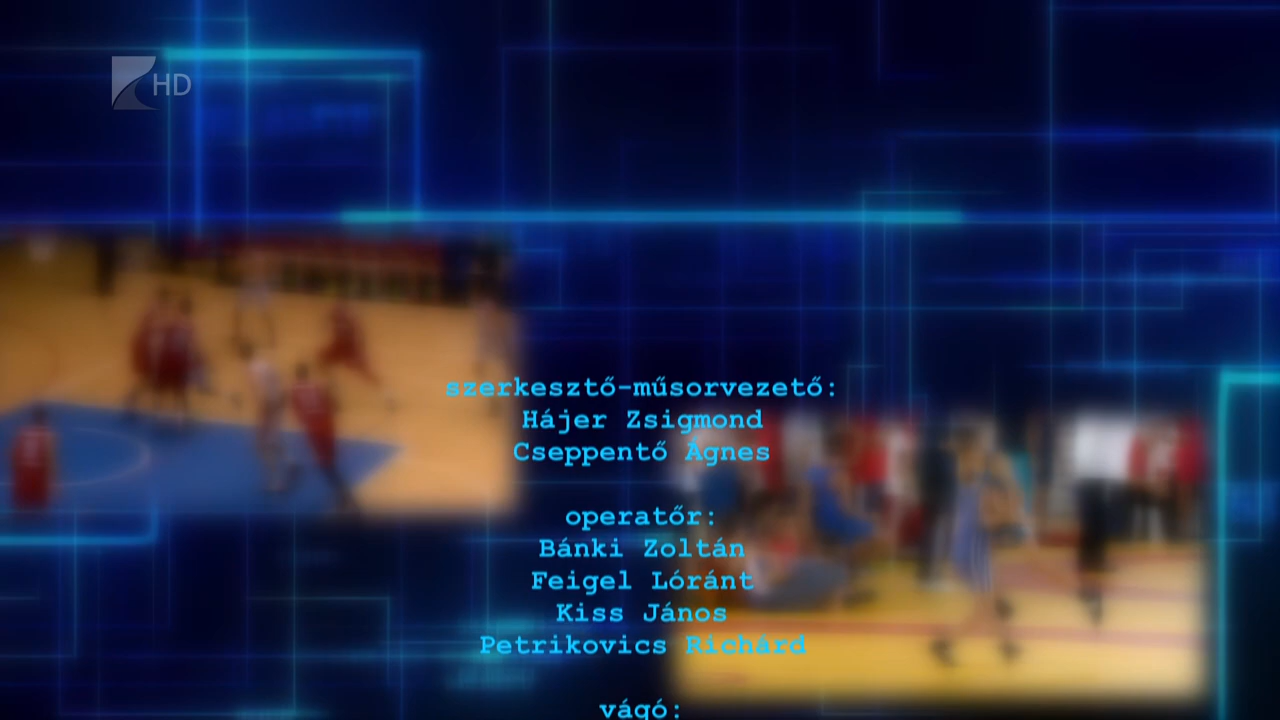 HD
szerkesztő-műsorvezető:
Hájer Zsigmond
Cseppentő Ágnes
operatőr:
Bánki Zoltán
Feigel Lóránt
Kiss János
Petrikovics Richárd
vágó: